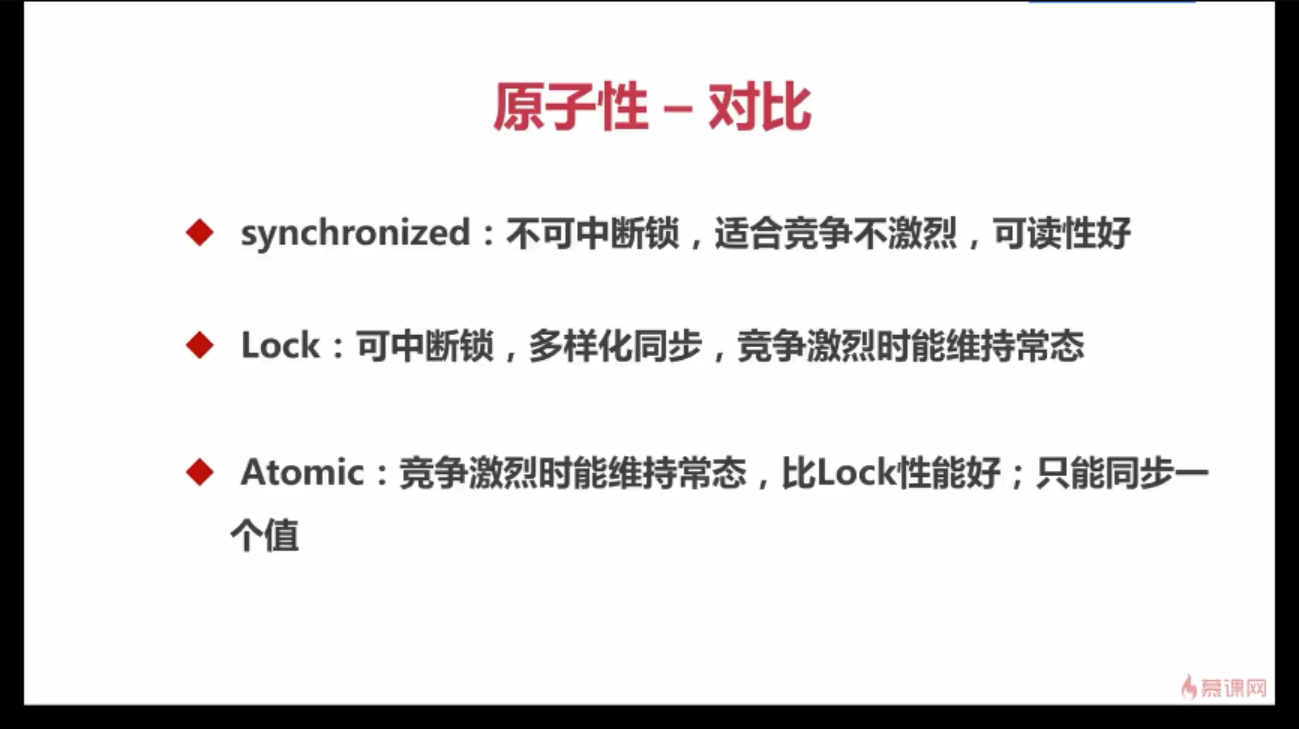 原子性 – 对比
synchronized：不可中断锁，适合竞争不激烈，可读性好
Lock：可中断锁，多样化同步，竞争激烈时能维持常态
Atomic：竞争激烈时能维持常态，比Lock性能好；只能同步一
个值
慕课网